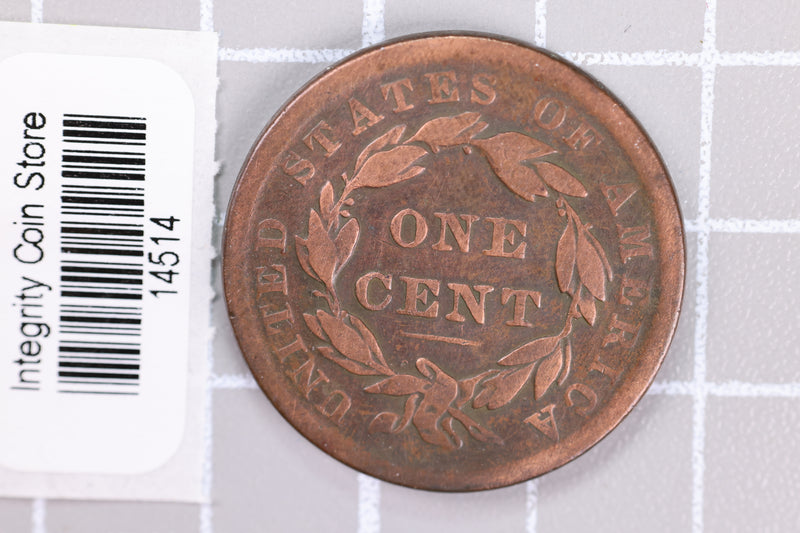 Integrity Coin Store
14514
UNITED STATES OF AMERICA
ONE
CENT